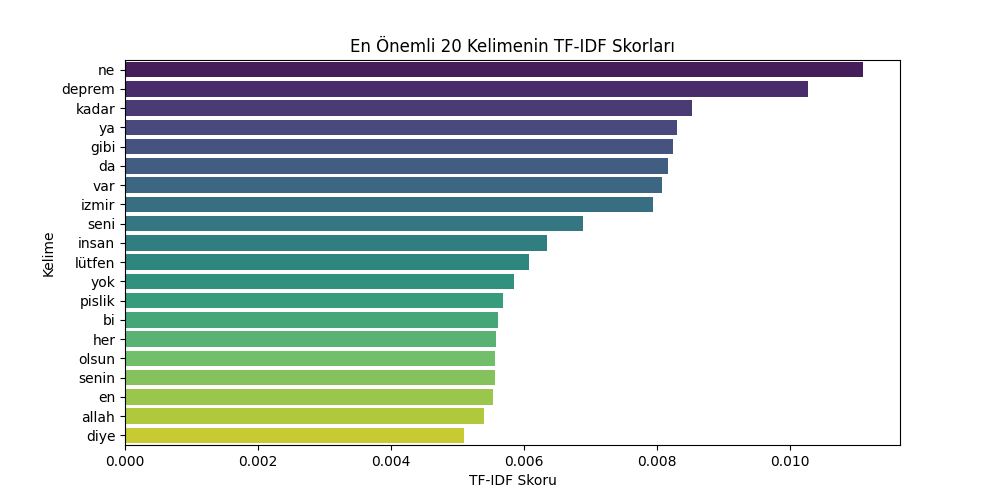 En Önemli 20 Kelimenin TF-IDF Skorları
ne
deprem
kadar
ya
gibi
da
var
izmir
seni
insan
lütfen
yok
pislik
bi
her
olsun
senin
en
allah
diye
Kelime
0.000 0.002 0.004 0.006 0.008 0.010
TF-IDF Skoru